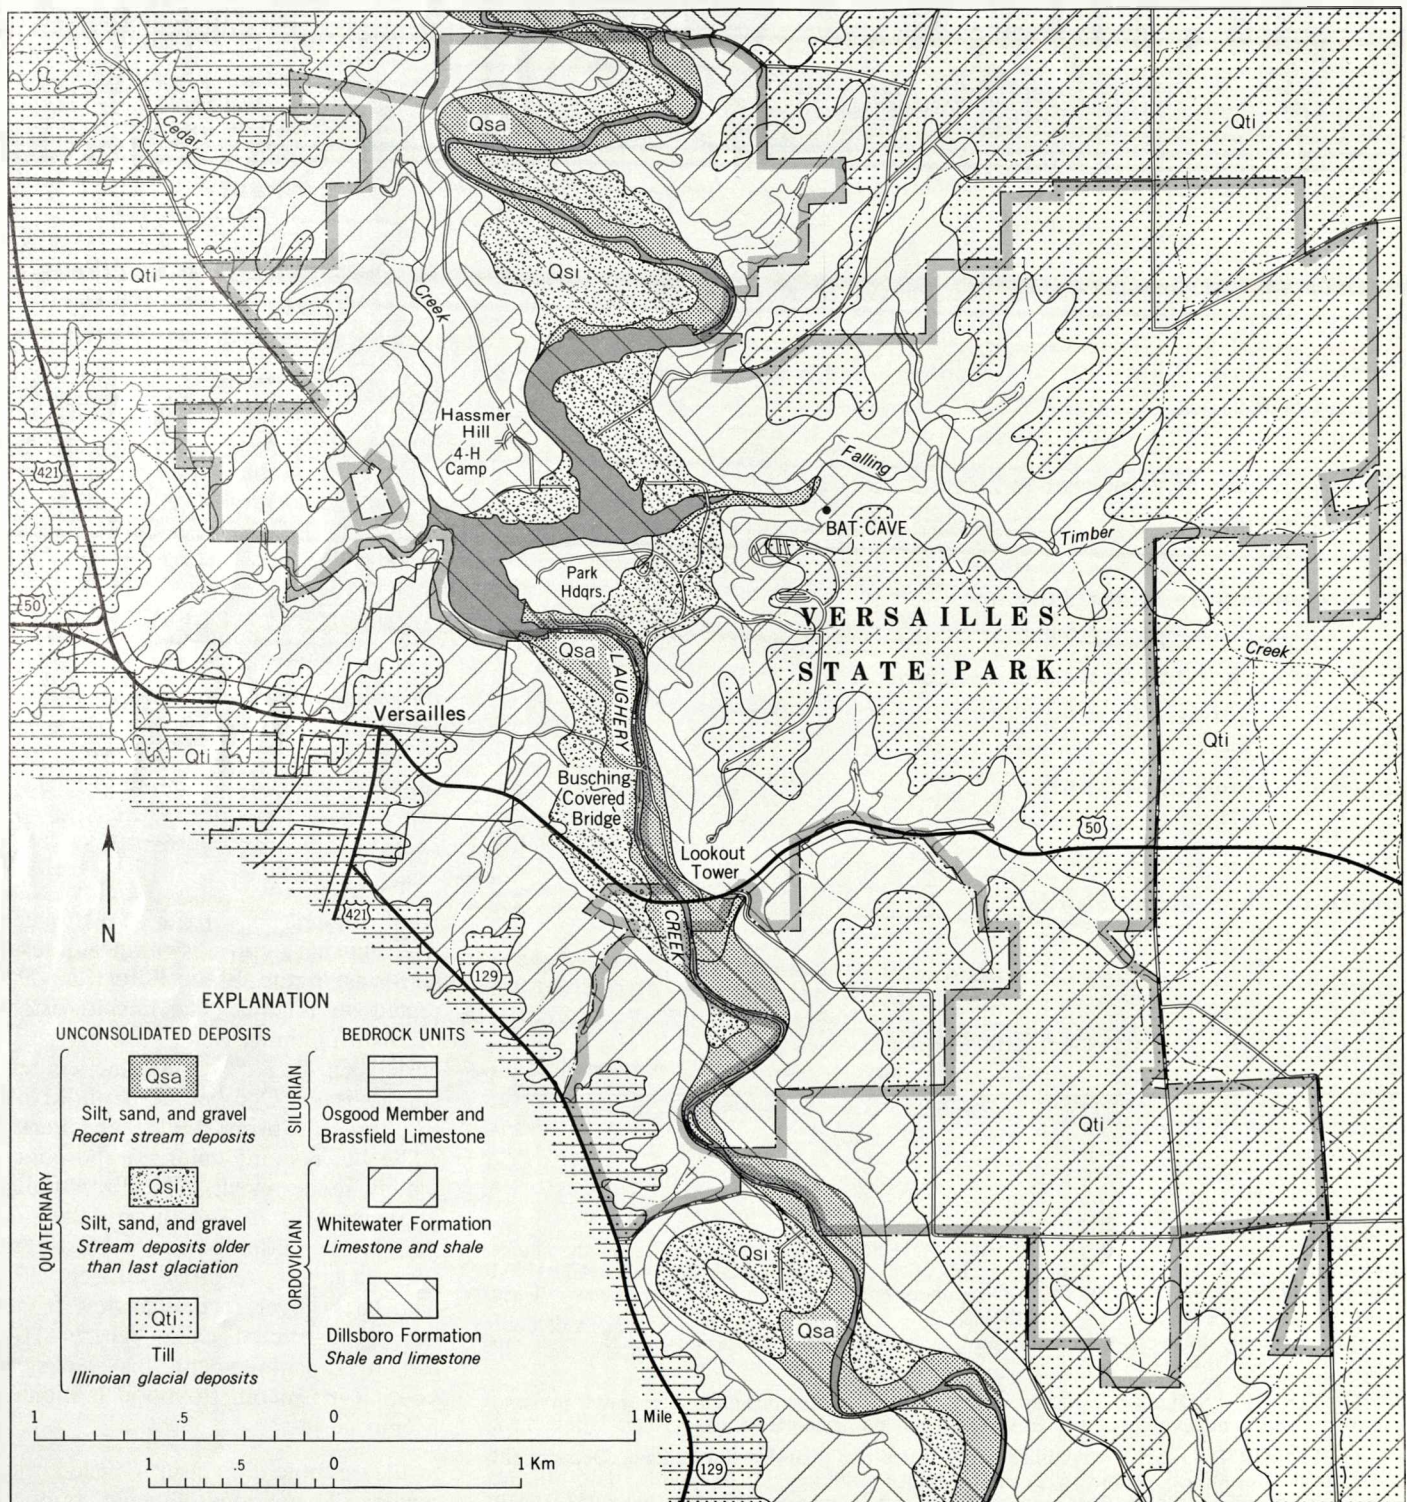 Cedar
Qsa
Qti
Qti
Qsi
Creek
Hassmer
Hill
4-H
Camp
421
Falling
BAT CAVE
Timber
Park
Hdqrs.
50
VERSAILLES
STATE PARK
Creek
Qsa
LAUGHERY
Versailles
Qti
Qti
Busching
Covered
Bridge
50
Lookout
Tower
421
CREEK
N
129
EXPLANATION
UNCONSOLIDATED DEPOSITS
BEDROCK UNITS
QUATERNARY
Qsa
Silt, sand, and gravel
Recent stream deposits
Qsi
Silt, sand, and gravel
Stream deposits older
than last glaciation
Qti
Till
Illinoian glacial deposits
SILURIAN
Osgood Member and
Brassfield Limestone
ORDOVICIAN
Whitewater Formation
Limestone and shale
Dillsboro Formation
Shale and limestone
Qti
Qsi
Qsa
1 .5 0 1 Mile
1 .5 0 1 Km
129